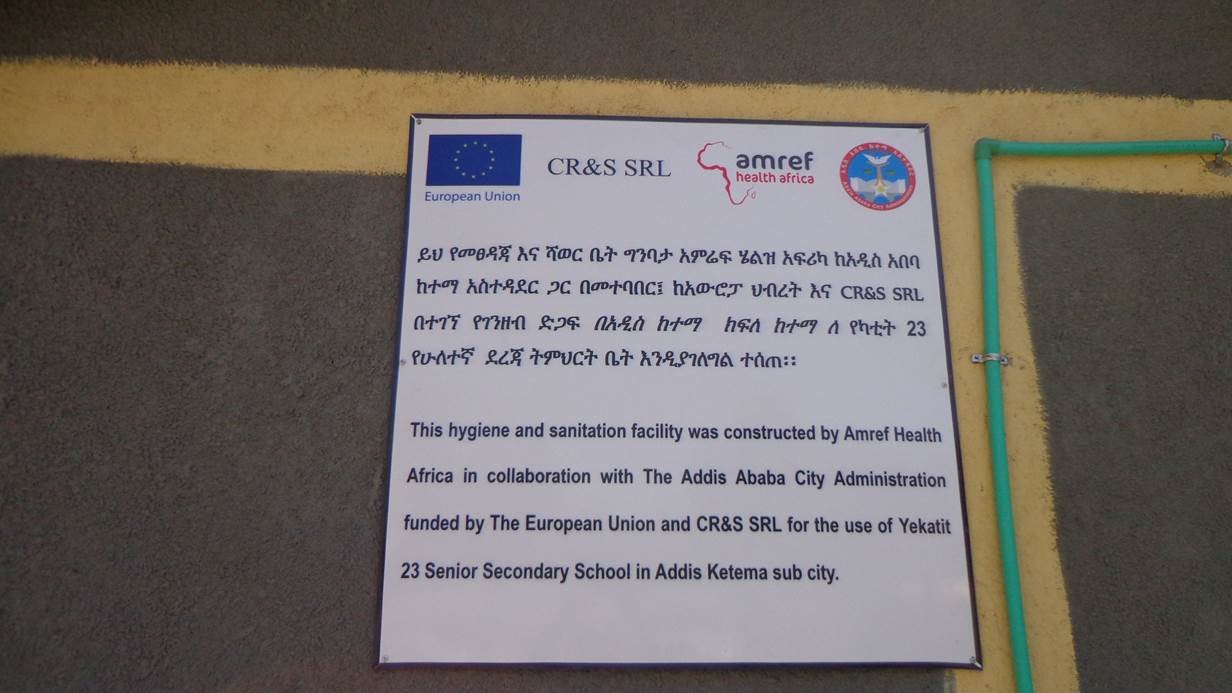 European Union
CR&S SRL
amref
health africa
ይህ የመፀዳጃ እና ሻወር ቤት ግንባታ አምሬፍ ሄልዝ አፍሪካ ከአዲስ አበባ
ከተማ አስተዳደር ጋር በመተባበር፤ ከአውሮፓ ህብረት እና CR&S SRL
በተገኘ የገንዘብ ድጋፍ በአዲስ ከተማ ክፍለ ከተማ ለ የካቲት 23
የሁለተኛ ደረጃ ትምህርት ቤት እንዲያገለግል ተሰጠ፡፡
This hygiene and sanitation facility was constructed by Amref Health
Africa in collaboration with The Addis Ababa City Administration
funded by The European Union and CR&S SRL for the use of Yekatit
23 Senior Secondary School in Addis Ketema sub city.